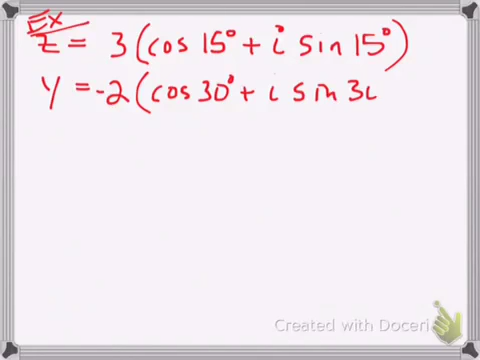 Ex
z = 3 (cos 15° + i sin 15°)
y = -2 (cos 30° + i sin 3
Created with Doceri